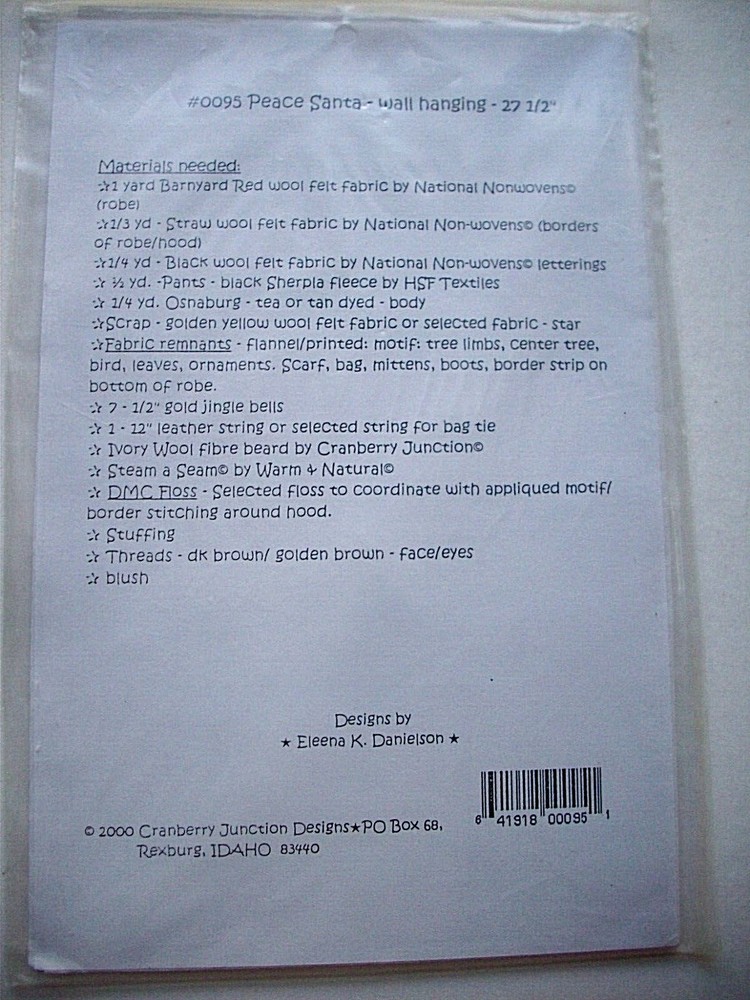 #0095 Peace Santa - wall hanging - 27 1/2"
Materials needed:
☆1 yard Barnyard Red wool felt fabric by National Nonwovens©
(robe)
☆1/3 yd - Straw wool felt fabric by National Non-wovens© (borders
of robe/hood)
☆1/4 yd - Black wool felt fabric by National Non-wovens© letterings
☆ ½ yd. -Pants - black Sherpla fleece by HSF Textiles
☆ 1/4 yd. Osnaburg - tea or tan dyed - body
☆Scrap - golden yellow wool felt fabric or selected fabric - star
☆Fabric remnants - flannel/printed: motif: tree limbs, center tree,
bird, leaves, ornaments. Scarf, bag, mittens, boots, border strip on
bottom of robe.
☆ 7 - 1/2" gold jingle bells
☆ 1 - 12" leather string or selected string for bag tie
☆ Ivory Wool fibre beard by Cranberry Junction©
☆ Steam a Seam© by Warm & Natural©
☆ DMC Floss - Selected floss to coordinate with appliqued motif/
border stitching around hood.
☆ Stuffing
☆ Threads - dk brown/ golden brown - face/eyes
☆ blush
Designs by
★ Eleena K. Danielson ★
6 41918 00095 1
© 2000 Cranberry Junction Designs★PO Box 68,
Rexburg, IDAHO 83440